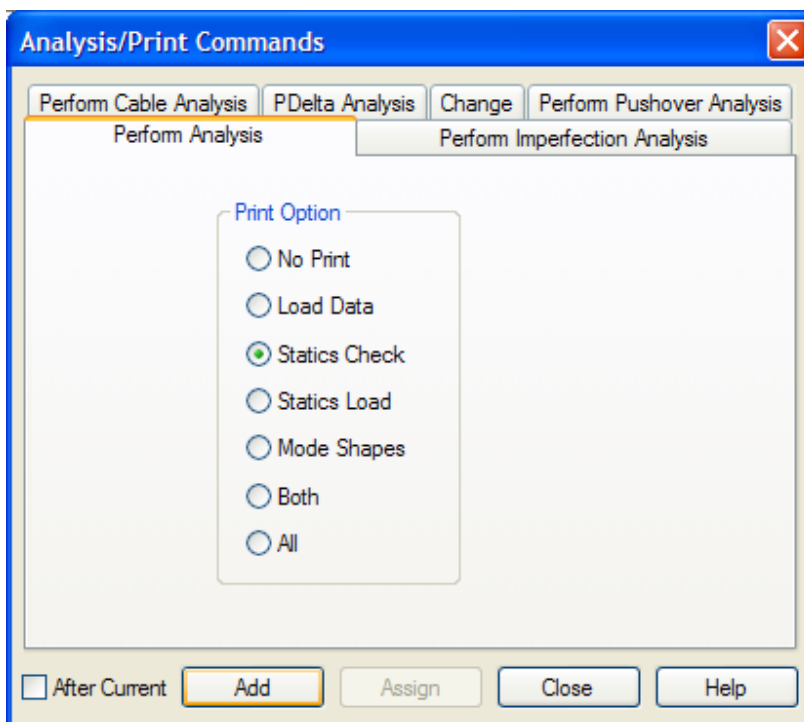 Analysis/Print Commands
Perform Cable Analysis PDelta Analysis Change Perform Pushover Analysis
Perform Analysis Perform Imperfection Analysis
Print Option
No Print
Load Data
Statics Check
Statics Load
Mode Shapes
Both
All
After Current Add Assign Close Help